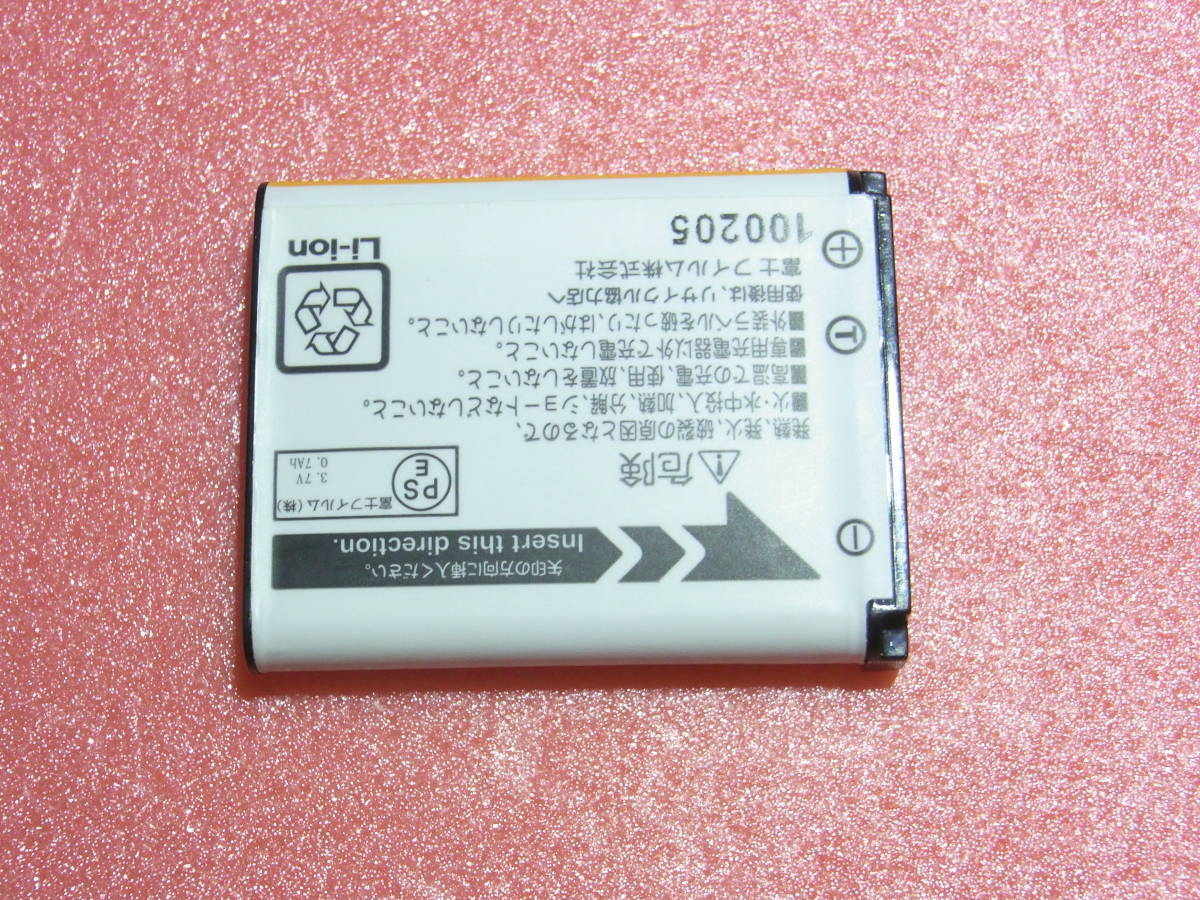 矢印の方向に挿入ください。
Insert this direction.
危険
発熱、発火、破裂の原因となるので、
■火・水中投入、加熱、分解、ショートなどしないこと。
■高温での充電、使用、放置をしないこと。
■専用充電器以外で充電しないこと。
■外装ラベルを破ったり、はがしたりしないこと。
使用後は、リサイクル協力店へ
富士フイルム株式会社
100205
富士フイルム(株)
PS
E
3.7V
0.7Ah
Li-ion
T